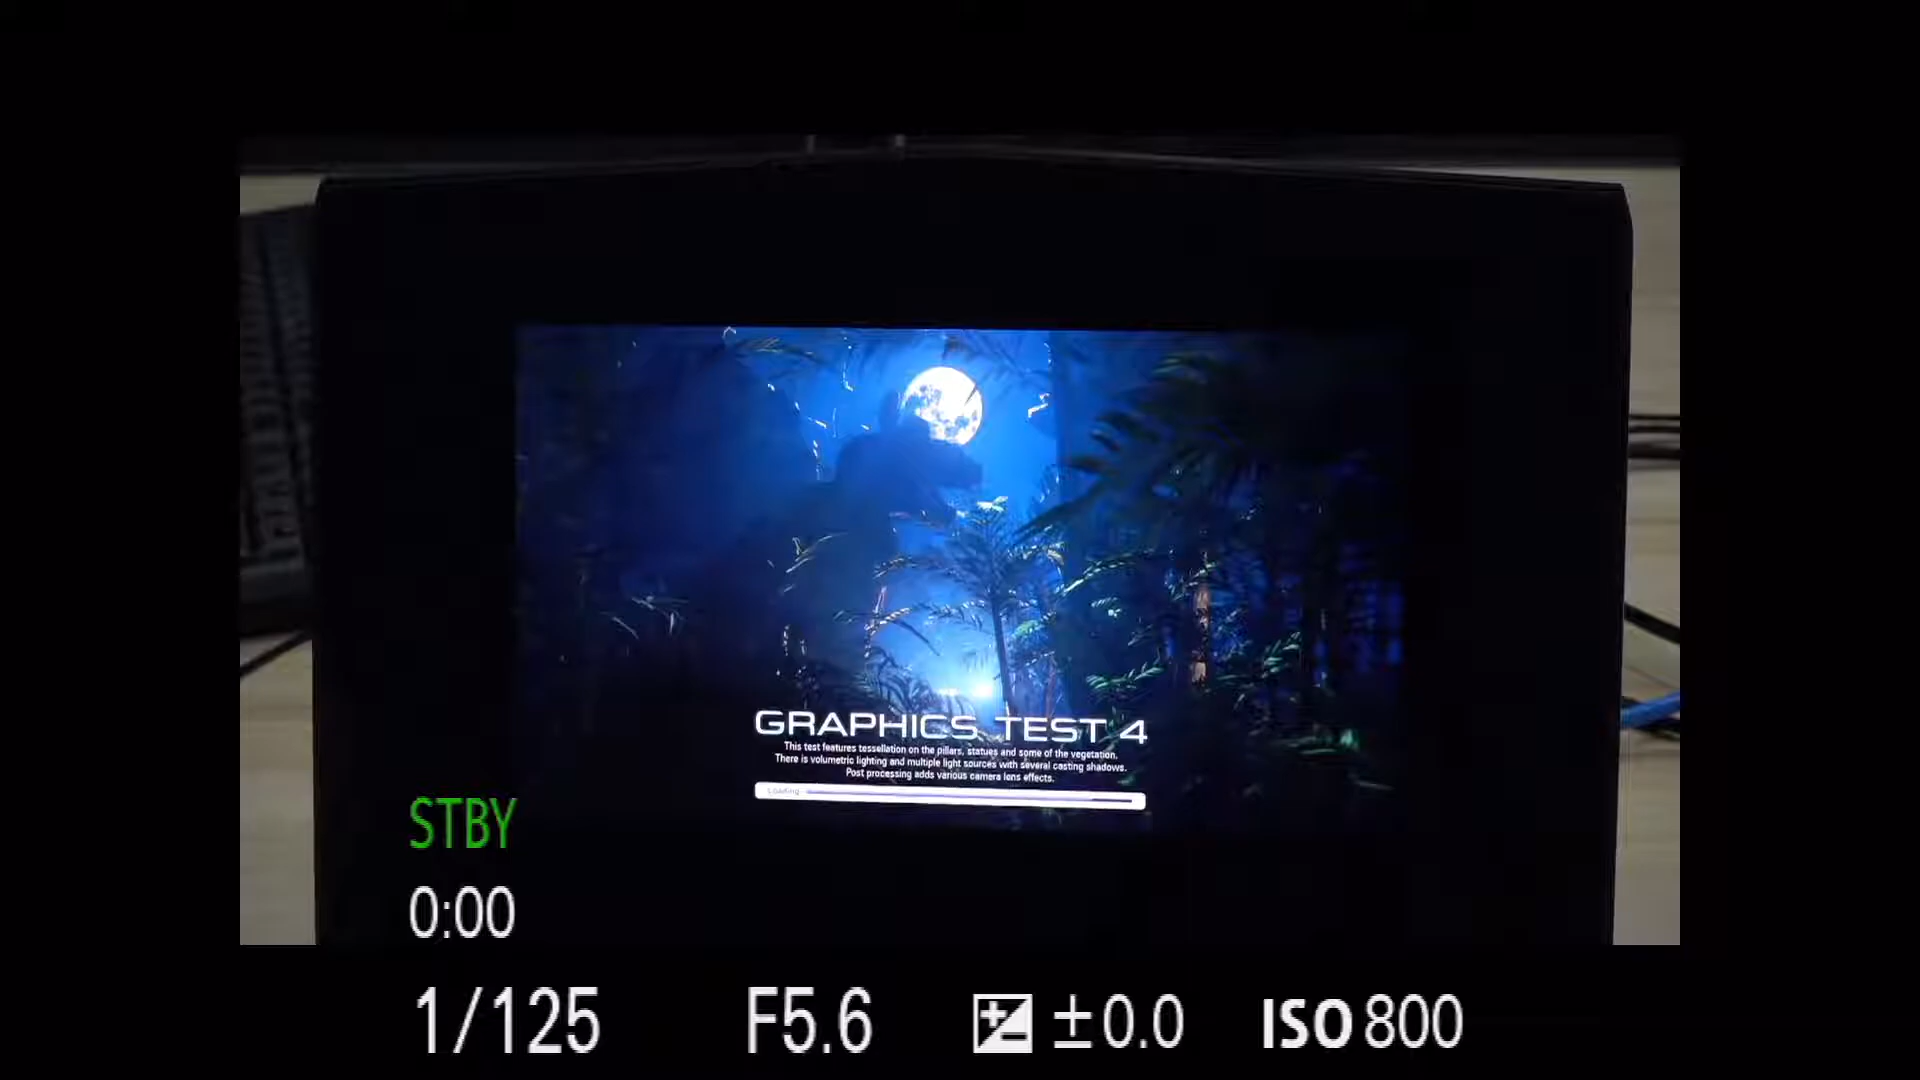 GRAPHICS TEST 4
This test features tessellation on the pillars, statues and some of the vegetation.
There is volumetric lighting and multiple light sources with several casting shadows.
Post processing adds various camera lens effects.
Loading
STBY
0:00
1/125 F5.6 ±0.0 ISO 800